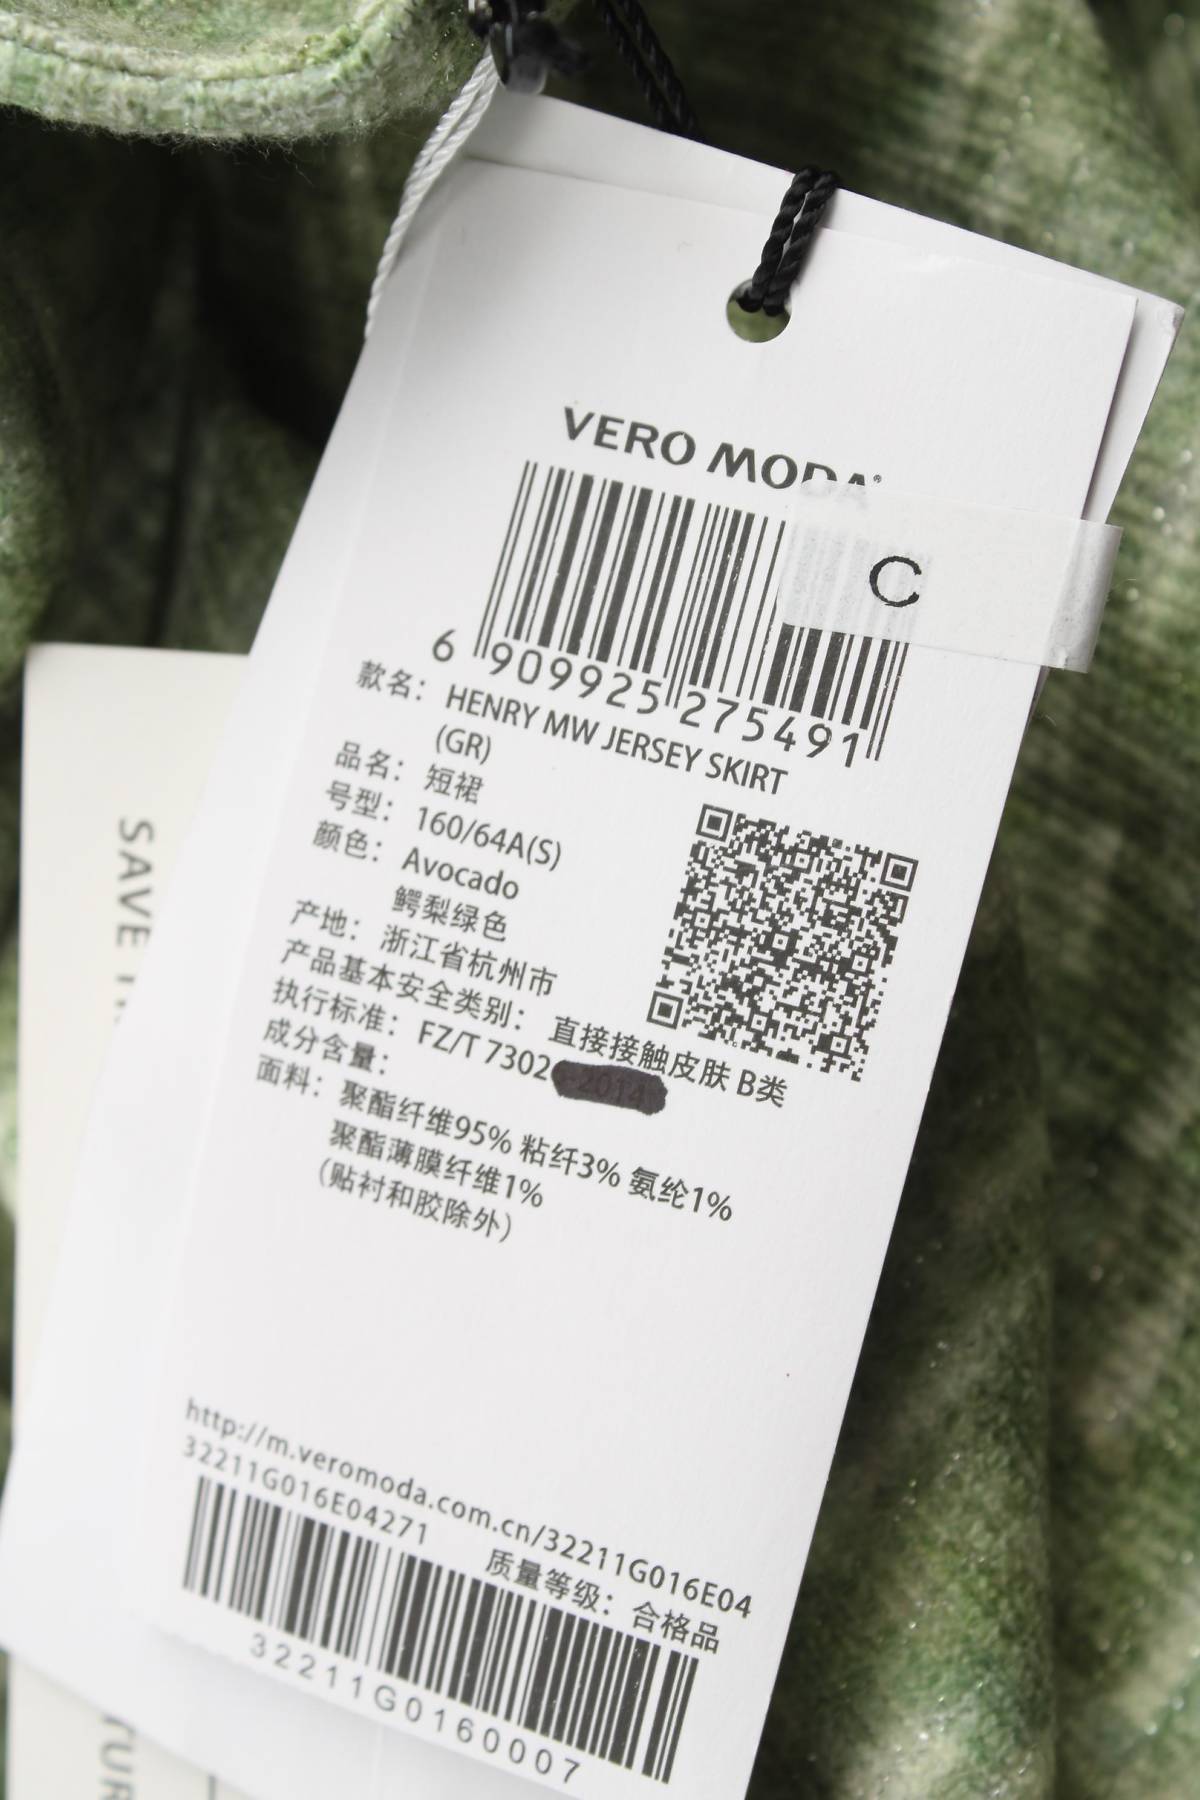 VERO MODA®
C
6 909925 275491
款名： HENRY MW JERSEY SKIRT
(GR)
品名： 短裙
号型： 160/64A(S)
颜色： Avocado
鳄梨绿色
产地： 浙江省杭州市
产品基本安全类别： 直接接触皮肤 B类
执行标准： FZ/T 7302 -2014
成分含量：
面料： 聚酯纤维95% 粘纤3% 氨纶1%
聚酯薄膜纤维1%
（贴衬和胶除外）
http://m.veromoda.com.cn/32211G016E04
32211G016E04271
质量等级： 合格品
32211G0160007
SAVE